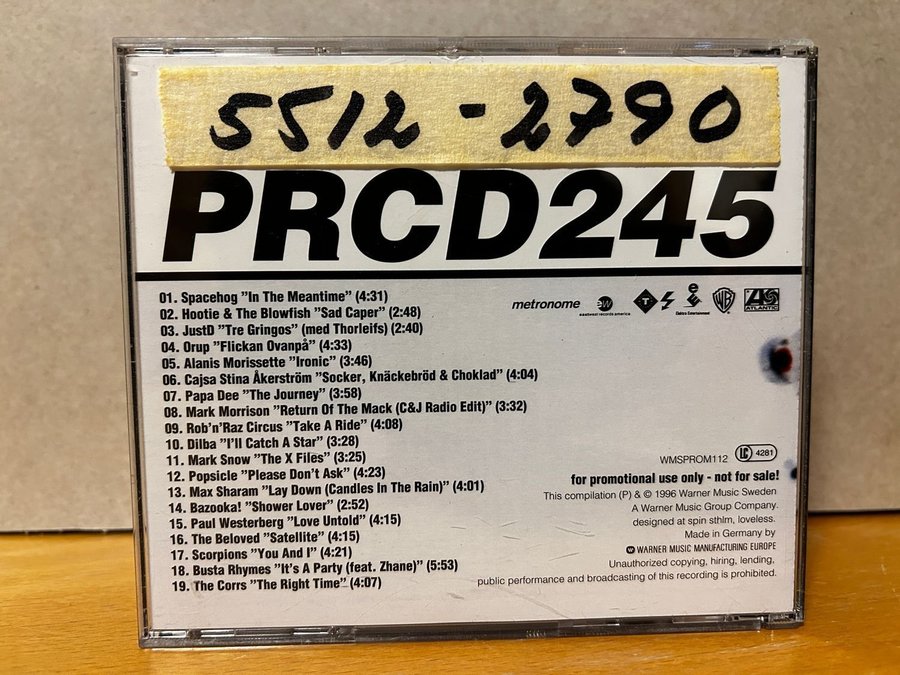 5512-2790
PRCD245
01. Spacehog ”In The Meantime” (4:31)
02. Hootie & The Blowfish ”Sad Caper” (2:48)
03. JustD ”Tre Gringos” (med Thorleifs) (2:40)
04. Orup ”Flickan Ovanpå” (4:33)
05. Alanis Morissette ”Ironic” (3:46)
06. Cajsa Stina Åkerström ”Socker, Knäckebröd & Choklad” (4:04)
07. Papa Dee ”The Journey” (3:58)
08. Mark Morrison ”Return Of The Mack (C&J Radio Edit)” (3:32)
09. Rob’n’Raz Circus ”Take A Ride” (4:08)
10. Dilba ”I’ll Catch A Star” (3:28)
11. Mark Snow ”The X Files” (3:25)
12. Popsicle ”Please Don’t Ask” (4:23)
13. Max Sharam ”Lay Down (Candles In The Rain)” (4:01)
14. Bazooka! ”Shower Lover” (2:52)
15. Paul Westerberg ”Love Untold” (4:15)
16. The Beloved ”Satellite” (4:15)
17. Scorpions ”You And I” (4:21)
18. Busta Rhymes ”It’s A Party (feat. Zhane)” (5:53)
19. The Corrs ”The Right Time” (4:07)
metronome ew T E WB ATLANTIC
eastwest records america Elektra Entertainment
WMSPROM112 LC 4281
for promotional use only - not for sale!
This compilation (P) & © 1996 Warner Music Sweden
A Warner Music Group Company.
designed at spin sthlm, loveless.
Made in Germany by
WARNER MUSIC MANUFACTURING EUROPE
Unauthorized copying, hiring, lending,
public performance and broadcasting of this recording is prohibited.